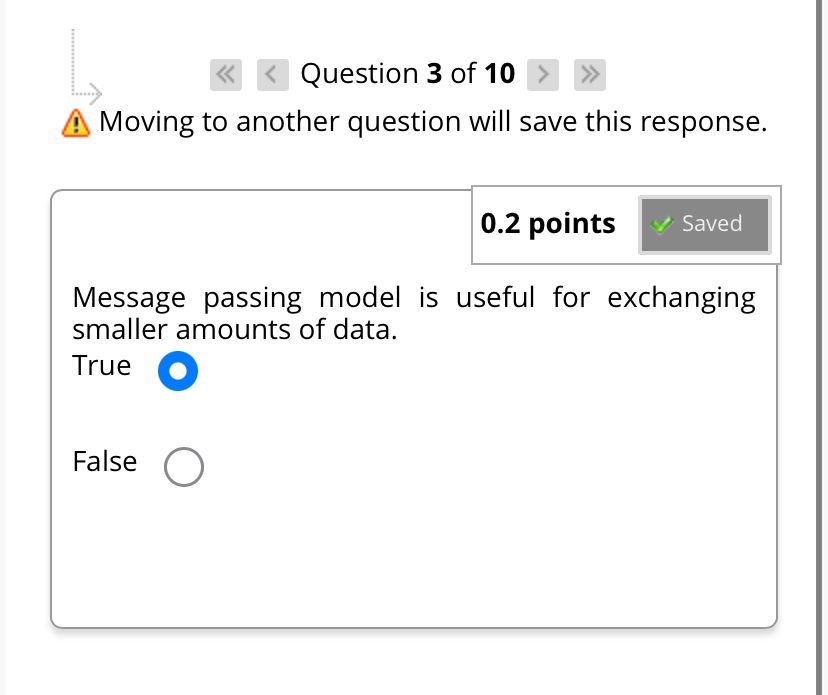 Question 3 of 10
Moving to another question will save this response.
0.2 points
Saved
Message passing model is useful for exchanging
smaller amounts of data.
True
False